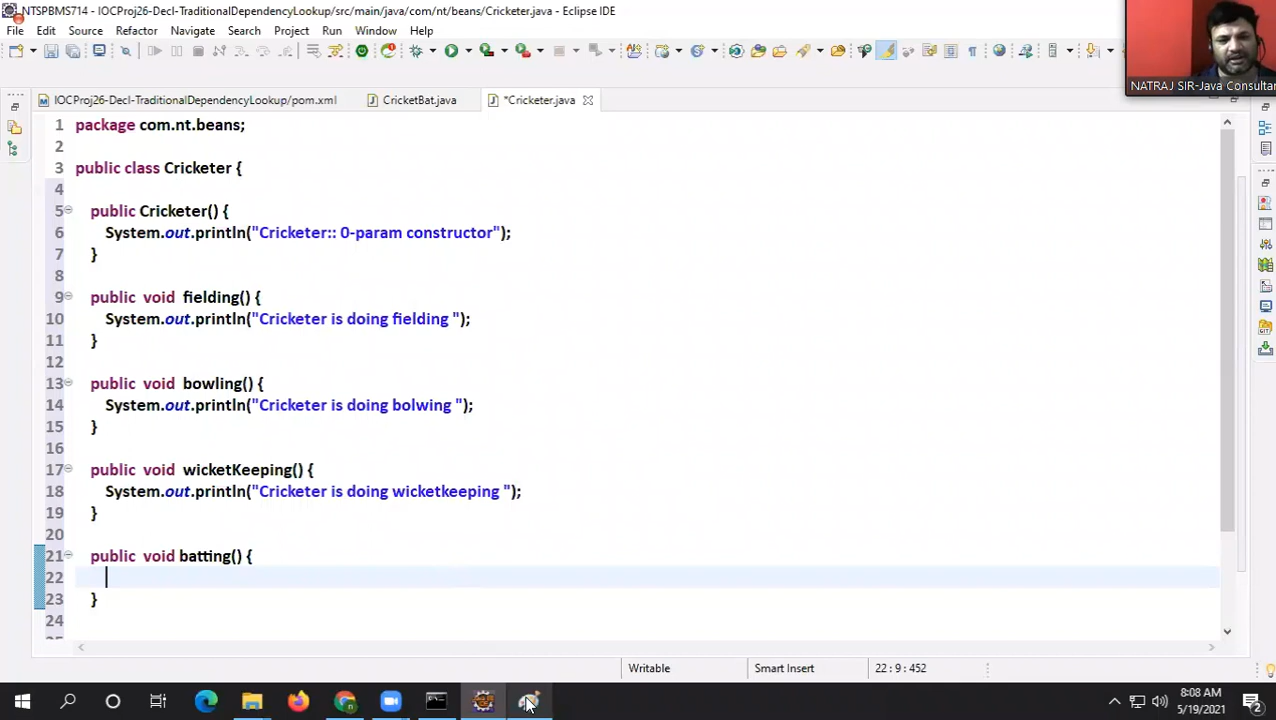 NTSPBMS714 - IOCProj26-Decl-TraditionalDependencyLookup/src/main/java/com/nt/beans/Cricketer.java - Eclipse IDE
File Edit Source Refactor Navigate Search Project Run Window Help
NATRAJ SIR-Java Consultan
IOCProj26-Decl-TraditionalDependencyLookup/pom.xml CricketBat.java *Cricketer.java
1 package com.nt.beans;
2
3 public class Cricketer {
4
5 public Cricketer() {
6 System.out.println("Cricketer:: 0-param constructor");
7 }
8
9 public void fielding() {
10 System.out.println("Cricketer is doing fielding ");
11 }
12
13 public void bowling() {
14 System.out.println("Cricketer is doing bolwing ");
15 }
16
17 public void wicketKeeping() {
18 System.out.println("Cricketer is doing wicketkeeping ");
19 }
20
21 public void batting() {
22
23 }
24
Writable Smart Insert 22 : 9 : 452
8:08 AM
5/19/2021
2